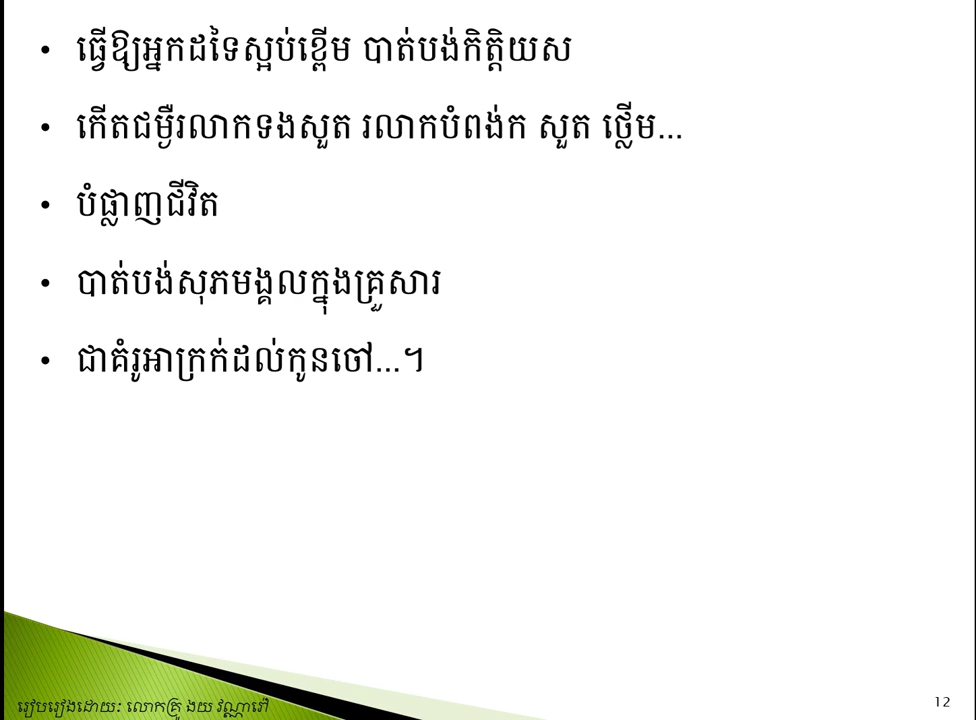 • ធ្វើឱ្យអ្នកដទៃស្អប់ខ្ពើម បាត់បង់កិត្តិយស
• កើតជម្ងឺរលាកទងសួត រលាកបំពង់ក សួត ថ្លើម...
• បំផ្លាញជីវិត
• បាត់បង់សុភមង្គលក្នុងគ្រួសារ
• ជាគំរូអាក្រក់ដល់កូនចៅ...។
រៀបរៀងដោយ: លោកគ្រូ ងយ វណ្ណារៅ
12